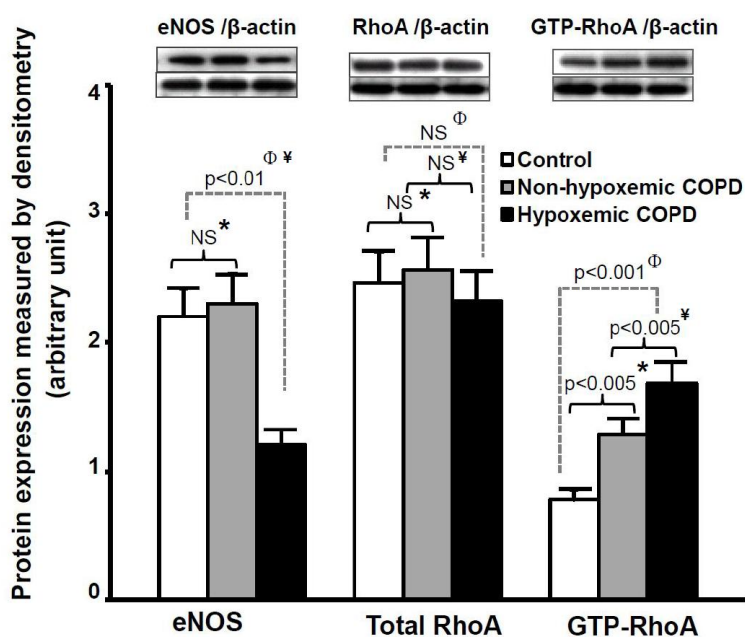 eNOS /β-actin RhoA /β-actin GTP-RhoA /β-actin
Protein expression measured by densitometry
(arbitrary unit)
4
3
2
1
0
Φ ¥
p<0.01
NS *
NS Φ
NS ¥
NS *
Control
Non-hypoxemic COPD
Hypoxemic COPD
p<0.001 Φ
p<0.005 ¥
p<0.005 *
eNOS Total RhoA GTP-RhoA